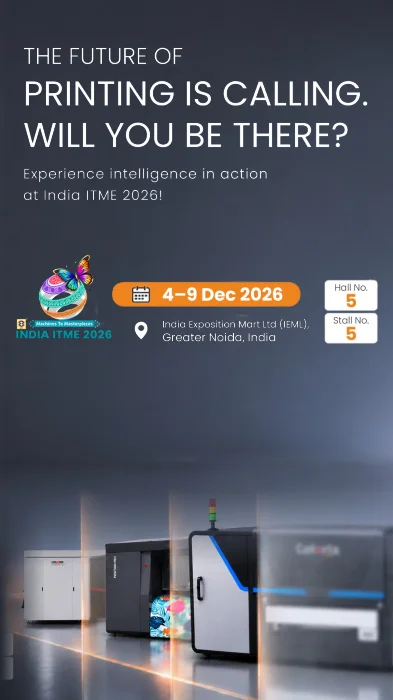 THE FUTURE OF
PRINTING IS CALLING.
WILL YOU BE THERE?
Experience intelligence in action
at India ITME 2026!
Machines To Masterpieces
INDIA ITME 2026
4–9 Dec 2026
India Exposition Mart Ltd (IEML),
Greater Noida, India
Hall No.
5
Stall No.
5